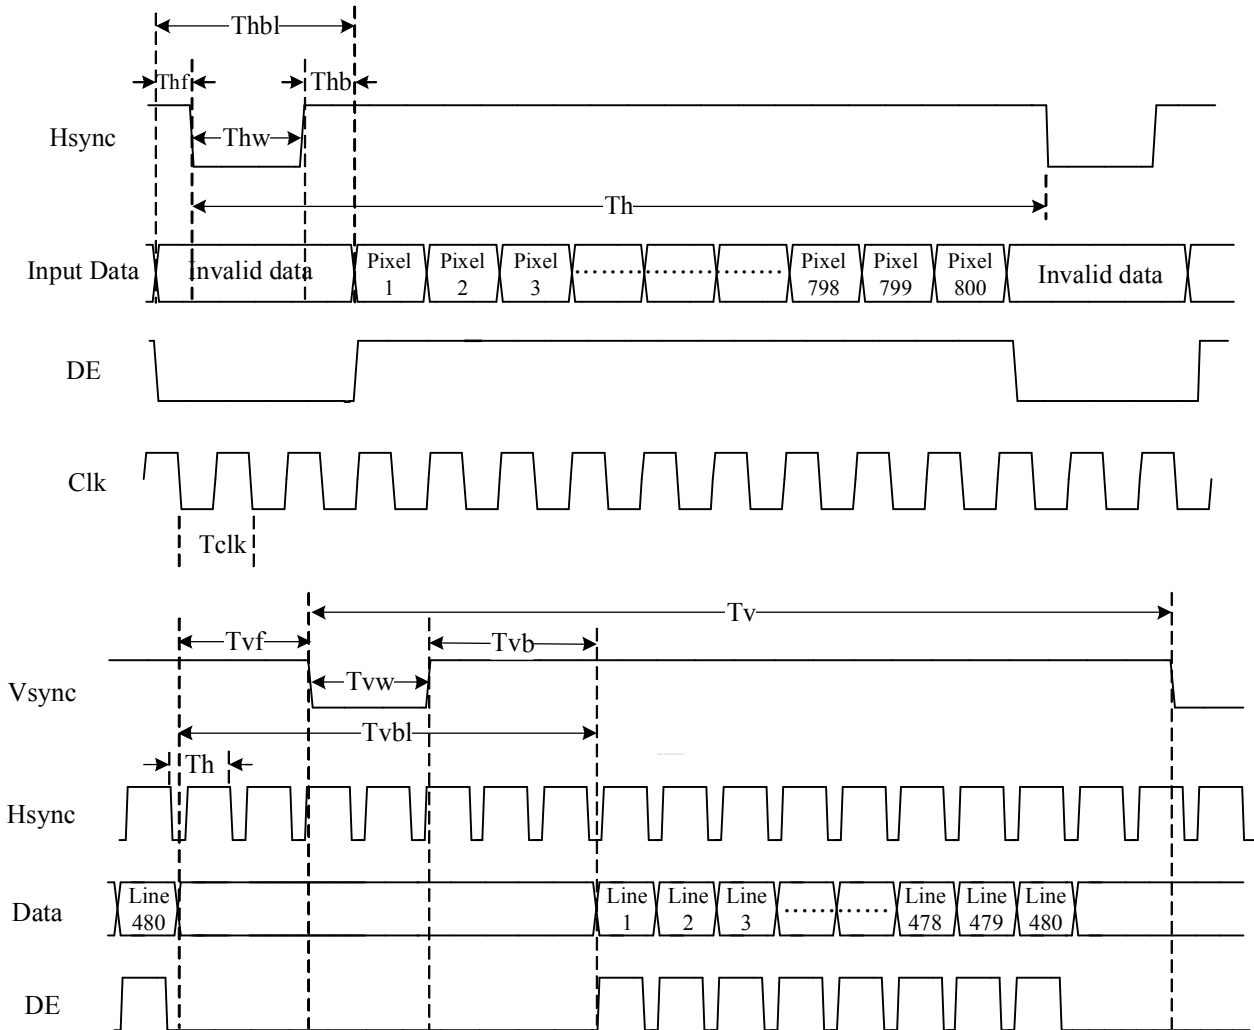 Thbl
Thf
Thb
Hsync
Thw
Th
Input Data
Invalid data
Pixel
1
Pixel
2
Pixel
3
Pixel
798
Pixel
799
Pixel
800
Invalid data
DE
Clk
Tclk
Tv
Tvf
Tvb
Vsync
Tvw
Tvbl
Th
Hsync
Data
Line
480
Line
1
Line
2
Line
3
Line
478
Line
479
Line
480
DE